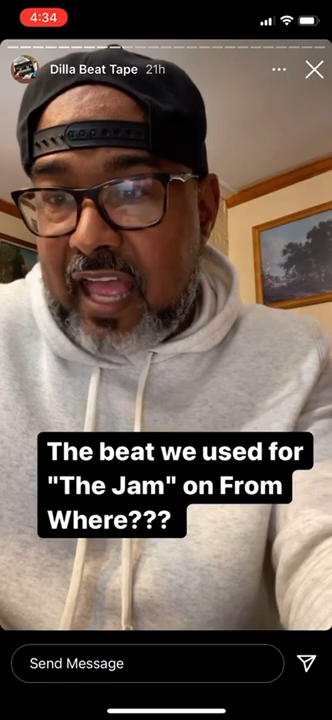 4:34
Dilla Beat Tape 21h
The beat we used for
"The Jam" on From
Where???
Send Message